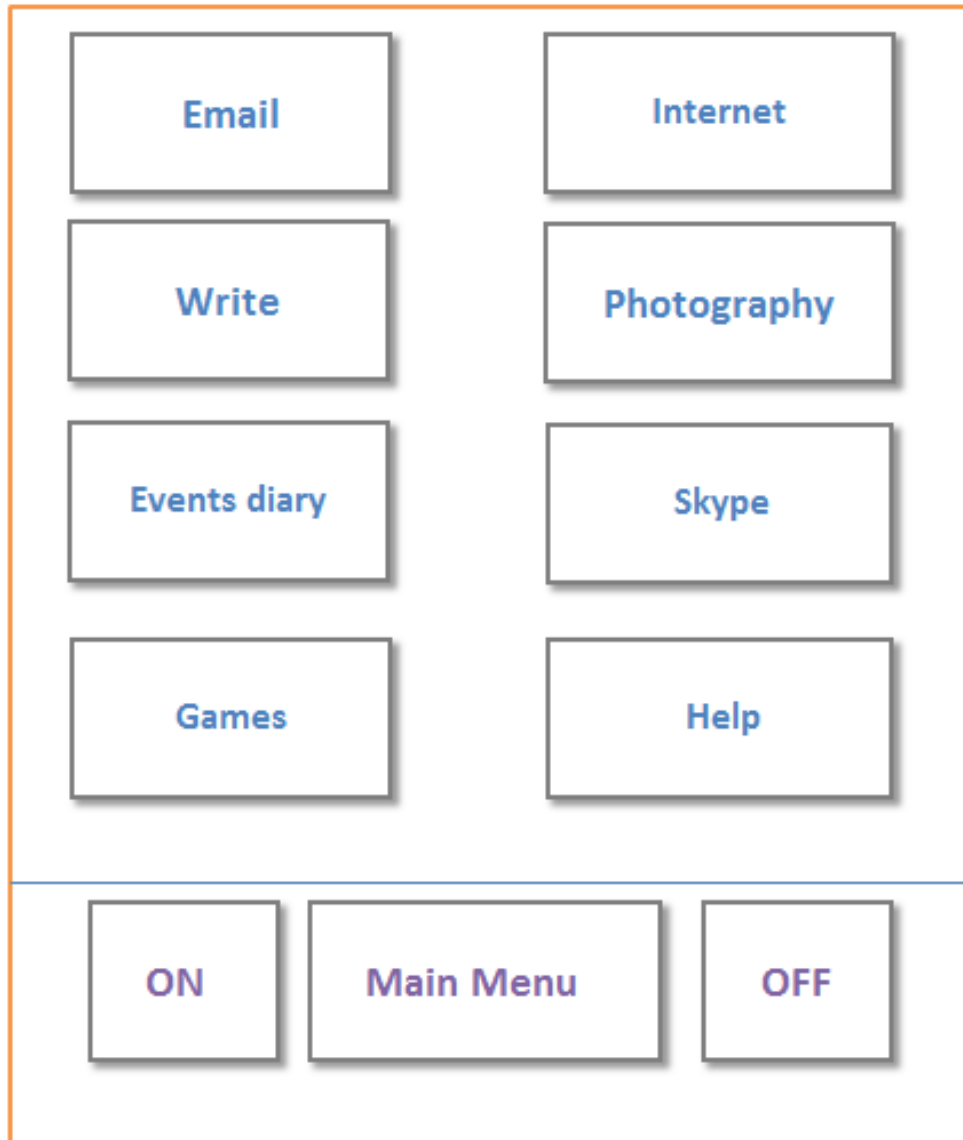 Email
Internet
Write
Photography
Events diary
Skype
Games
Help
ON
Main Menu
OFF